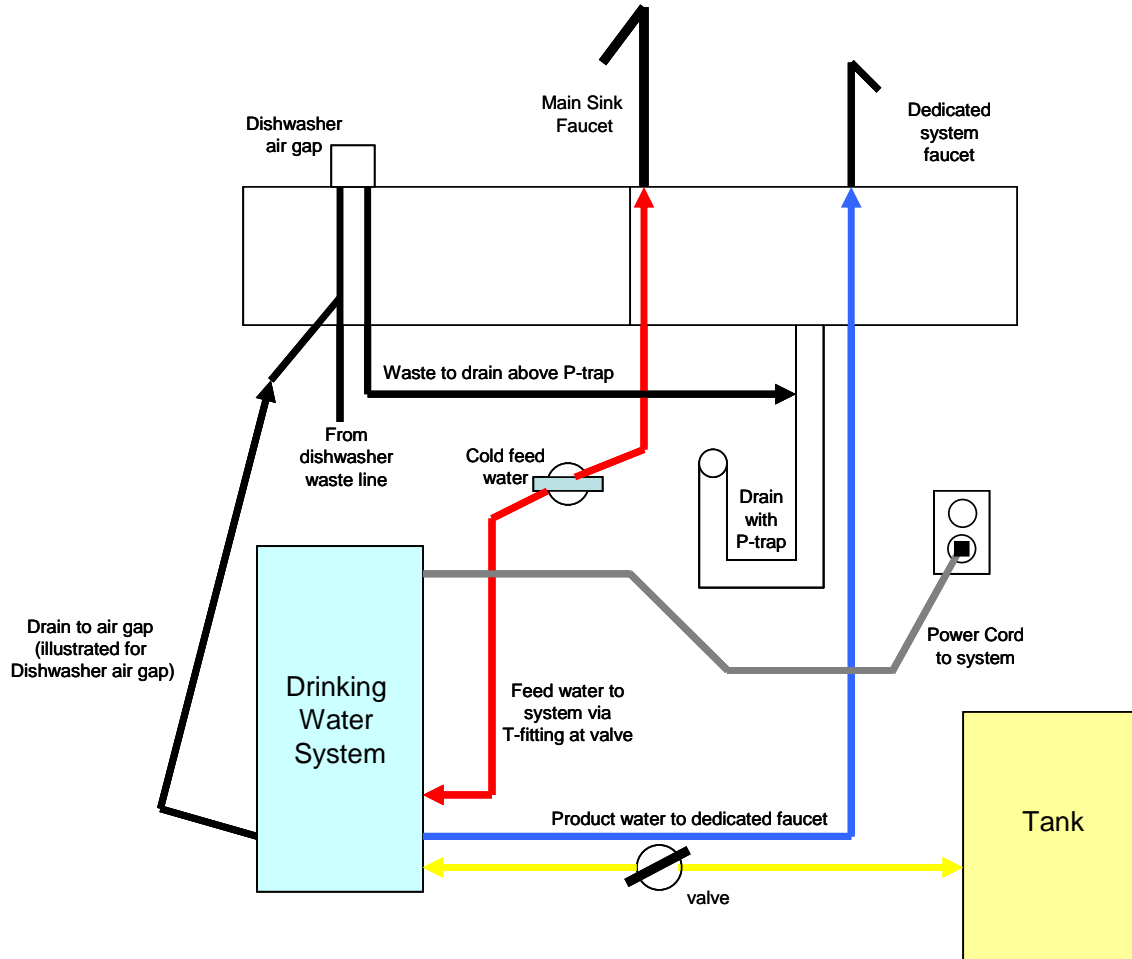 Main Sink
Faucet
Dedicated
system
faucet
Dishwasher
air gap
Waste to drain above P-trap
From
dishwasher
waste line
Cold feed
water
Drain
with
P-trap
Drain to air gap
(illustrated for
Dishwasher air gap)
Power Cord
to system
Drinking
Water
System
Feed water to
system via
T-fitting at valve
Product water to dedicated faucet
Tank
valve